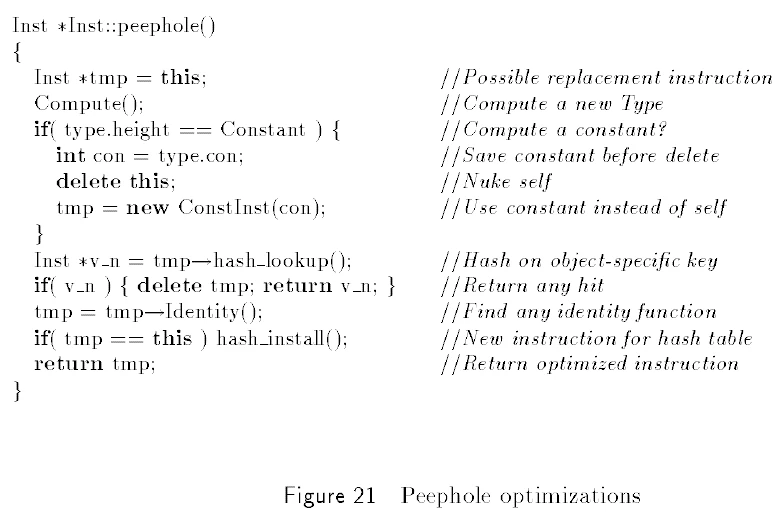 Inst *Inst::peephole()
{
Inst *tmp = this; //Possible replacement instruction
Compute(); //Compute a new Type
if( type.height == Constant ) { //Compute a constant?
int con = type.con; //Save constant before delete
delete this; //Nuke self
tmp = new ConstInst(con); //Use constant instead of self
}
Inst *v_n = tmp→hash_lookup(); //Hash on object-specific key
if( v_n ) { delete tmp; return v_n; } //Return any hit
tmp = tmp→Identity(); //Find any identity function
if( tmp == this ) hash_install(); //New instruction for hash table
return tmp; //Return optimized instruction
}
Figure 21 Peephole optimizations